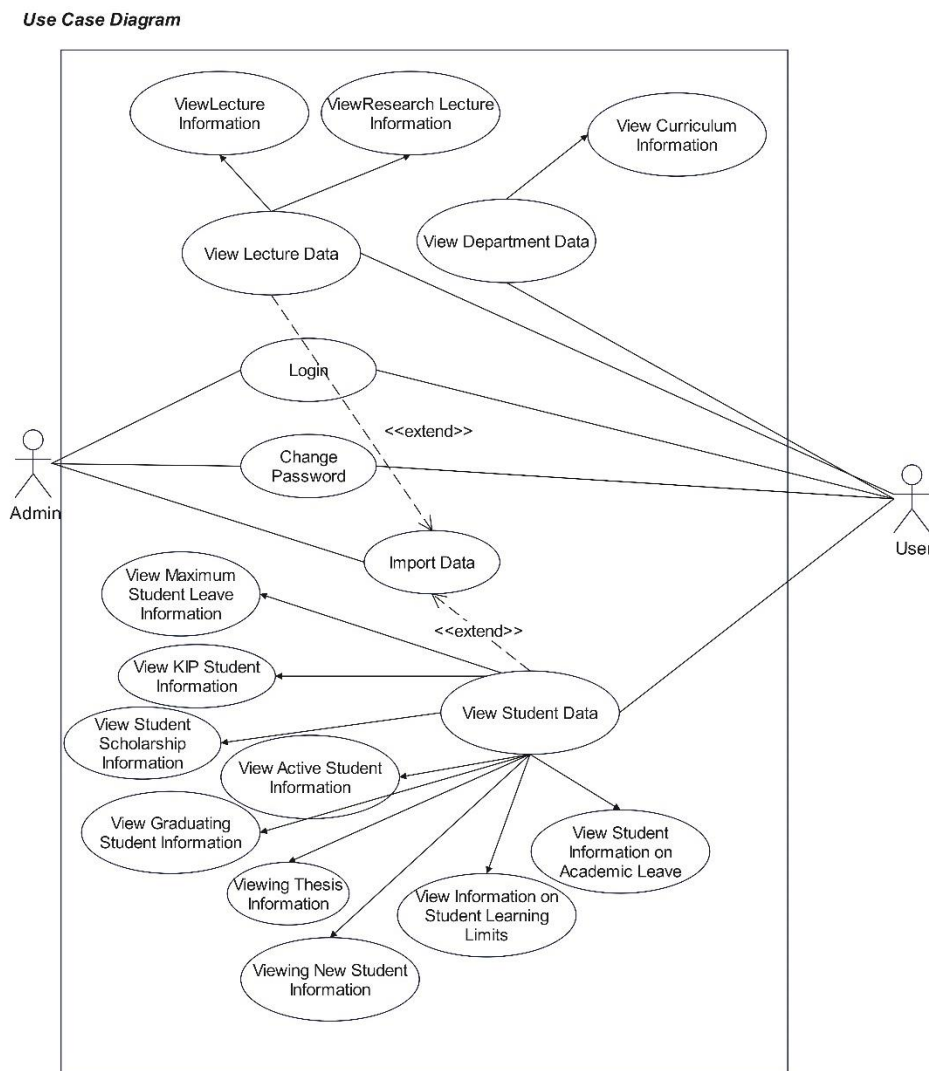 Use Case Diagram
ViewLecture
Information
ViewResearch Lecture
Information
View Curriculum
Information
View Lecture Data
View Department Data
Login
<<extend>>
Change
Password
Admin
User
Import Data
View Maximum
Student Leave
Information
<<extend>>
View KIP Student
Information
View Student Data
View Student
Scholarship
Information
View Active Student
Information
View Graduating
Student Information
View Student
Information on
Academic Leave
Viewing Thesis
Information
View Information on
Student Learning
Limits
Viewing New Student
Information